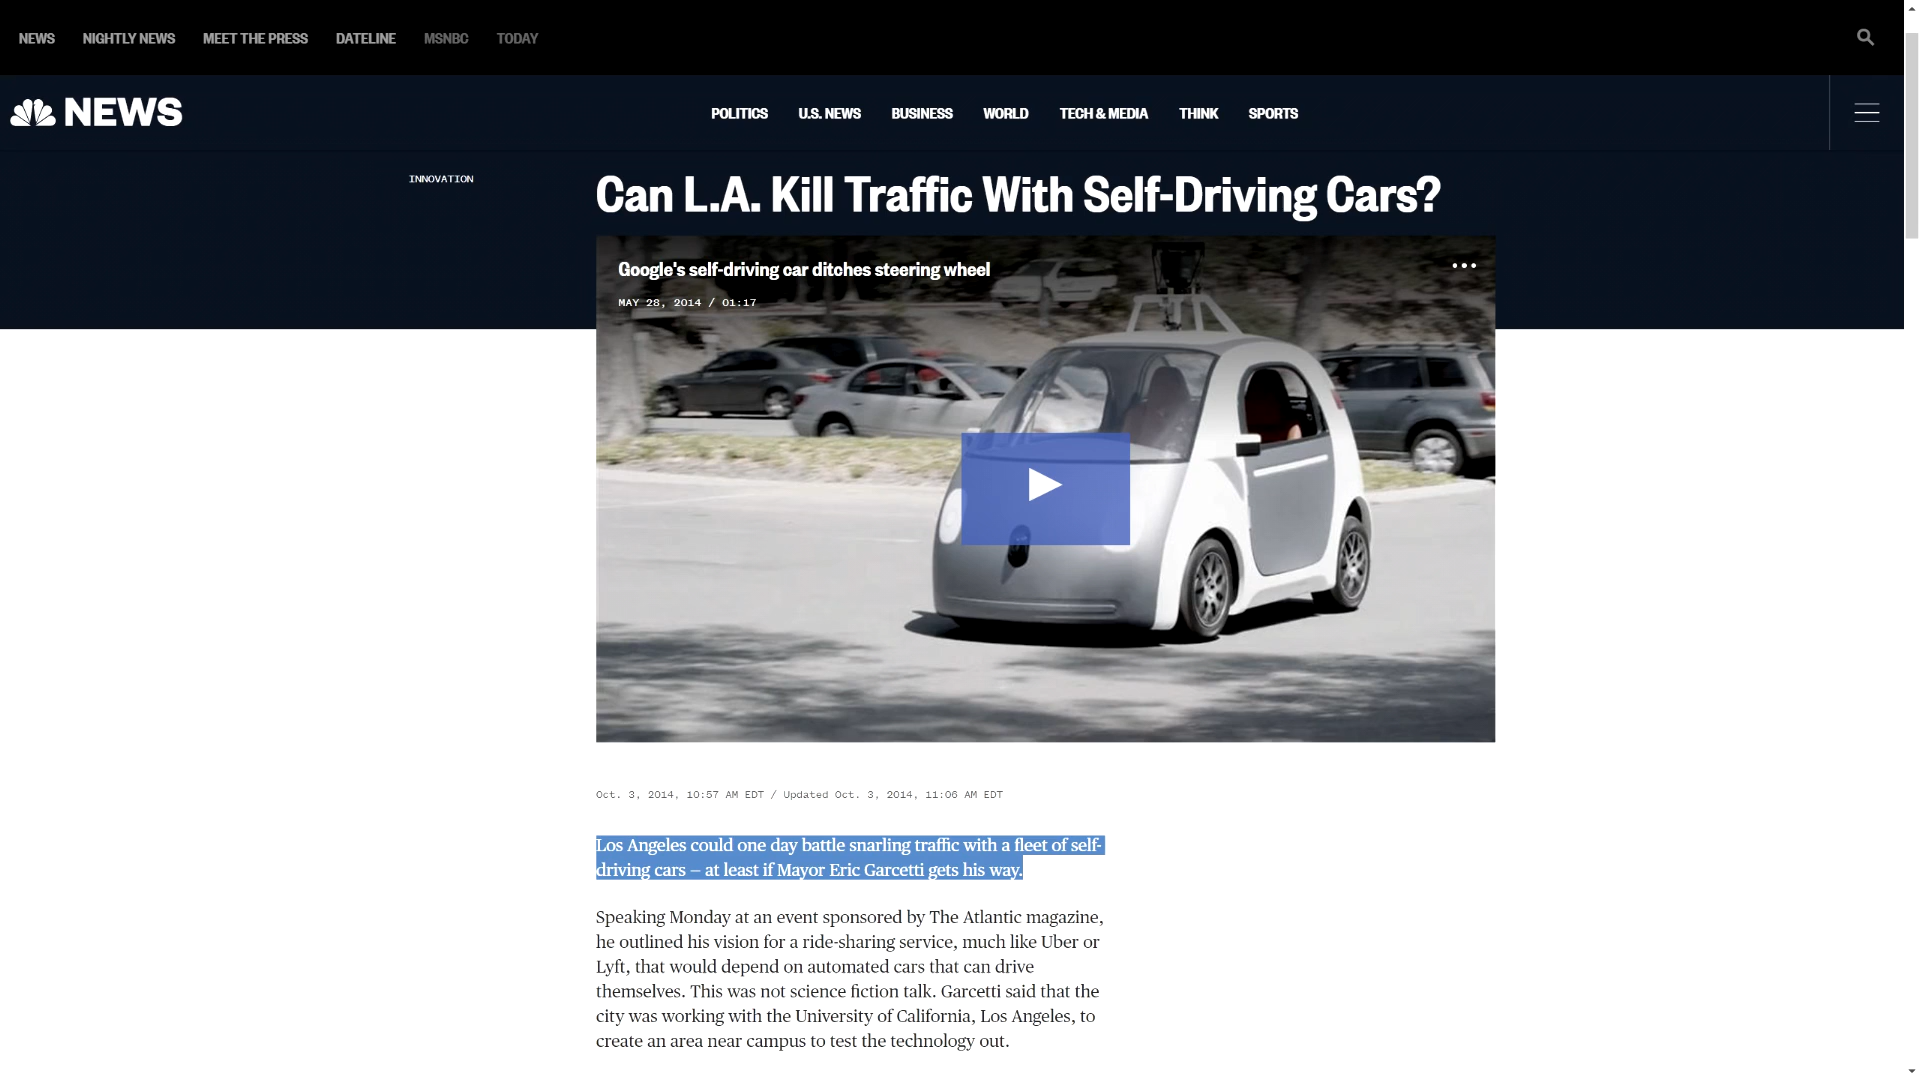 NEWS NIGHTLY NEWS MEET THE PRESS DATELINE MSNBC TODAY
NEWS
POLITICS U.S. NEWS BUSINESS WORLD TECH & MEDIA THINK SPORTS
INNOVATION
Can L.A. Kill Traffic With Self-Driving Cars?
Google's self-driving car ditches steering wheel
MAY 28, 2014 / 01:17
Oct. 3, 2014, 10:57 AM EDT / Updated Oct. 3, 2014, 11:06 AM EDT
Los Angeles could one day battle snarling traffic with a fleet of self-
driving cars — at least if Mayor Eric Garcetti gets his way.
Speaking Monday at an event sponsored by The Atlantic magazine,
he outlined his vision for a ride-sharing service, much like Uber or
Lyft, that would depend on automated cars that can drive
themselves. This was not science fiction talk. Garcetti said that the
city was working with the University of California, Los Angeles, to
create an area near campus to test the technology out.